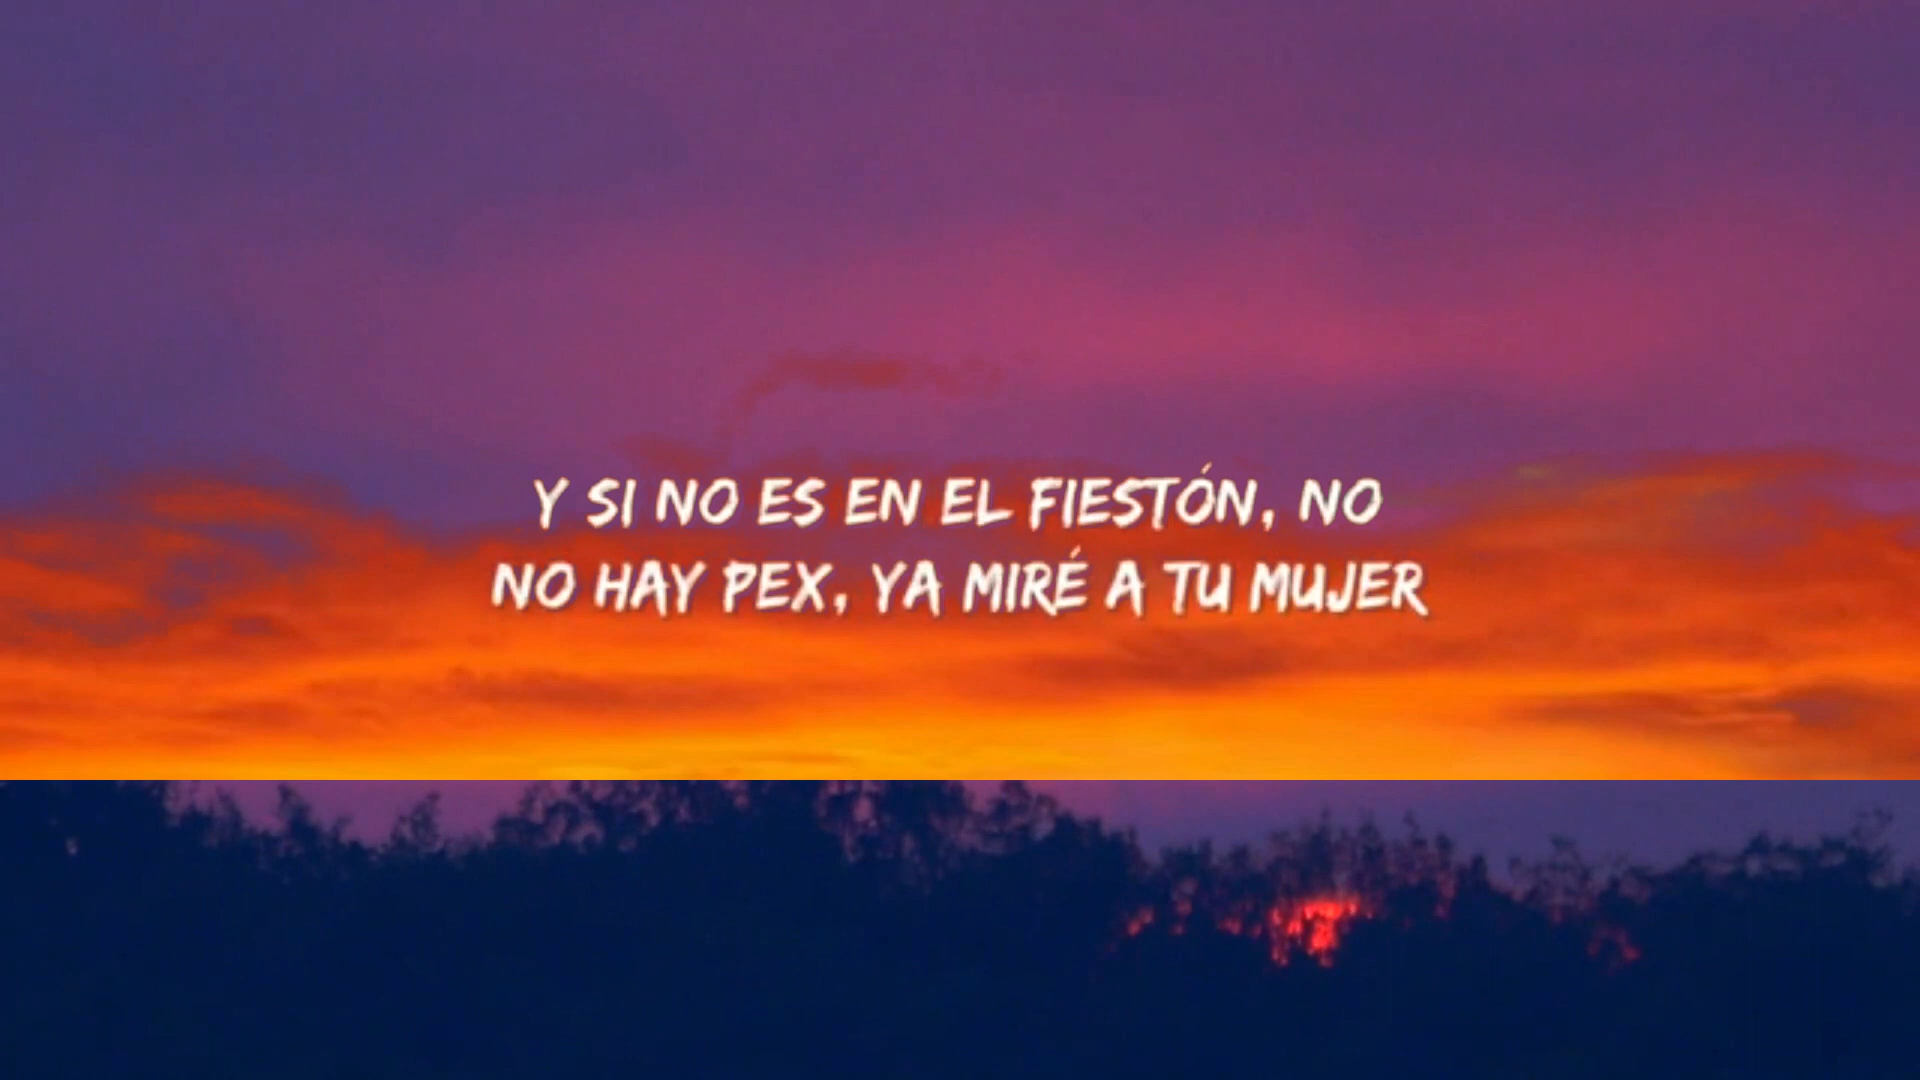 Y SI NO ES EN EL FIESTÓN, NO
NO HAY PEX, YA MIRÉ A TU MUJER